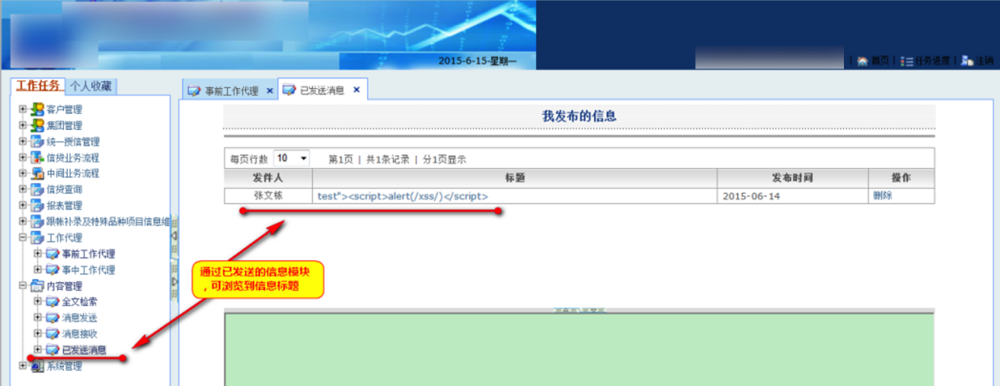 2015-6-15-星期一
首页 | 任务进度 | 注销
工作任务 个人收藏
事前工作代理 × 已发送消息 ×
客户管理
集团管理
统一授信管理
信贷业务流程
中间业务流程
信贷查询
报表管理
跟帐补录及特殊品种项目信息维
工作代理
事前工作代理
事中工作代理
内容管理
全文检索
消息发送
消息接收
已发送消息
系统管理
我发布的信息
每页行数 10 第1页 | 共1条记录 | 分1页显示
发件人 标题 发布时间 操作
张文栋 test"><script>alert(/xss/)</script> 2015-06-14 删除
通过已发送的信息模块
，可浏览到信息标题